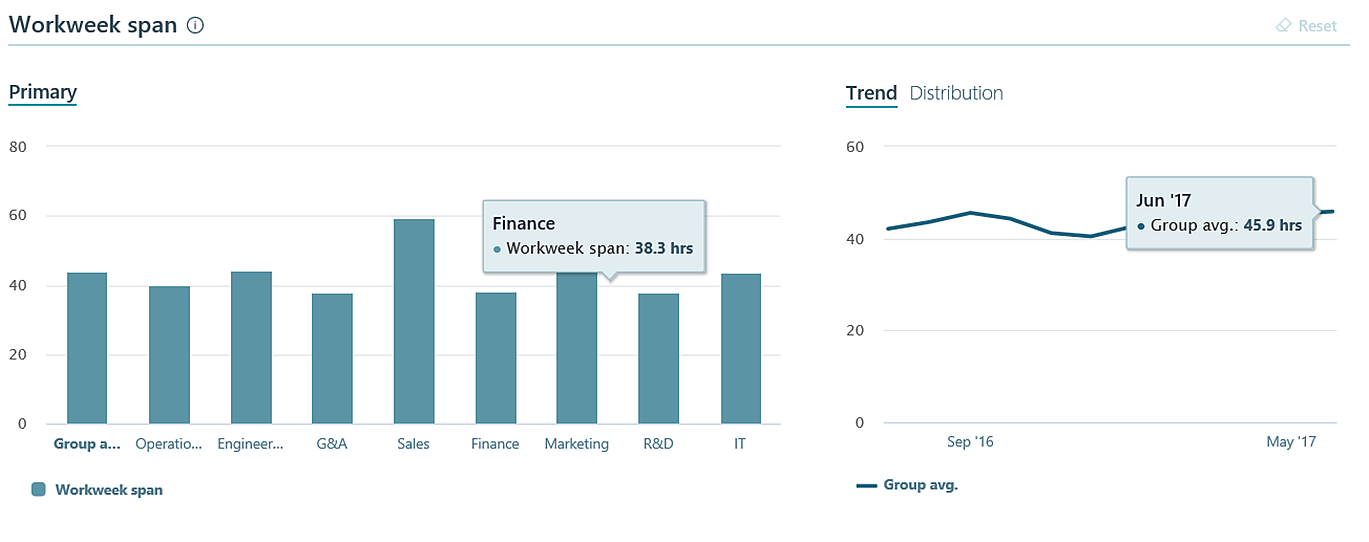 Workweek span
Reset
Primary
80
60
40
20
0
Finance
Workweek span: 38.3 hrs
Group a...
Operatio...
Engineer...
G&A
Sales
Finance
Marketing
R&D
IT
Workweek span
Trend Distribution
60
40
20
0
Jun '17
Group avg.: 45.9 hrs
Sep '16
May '17
Group avg.